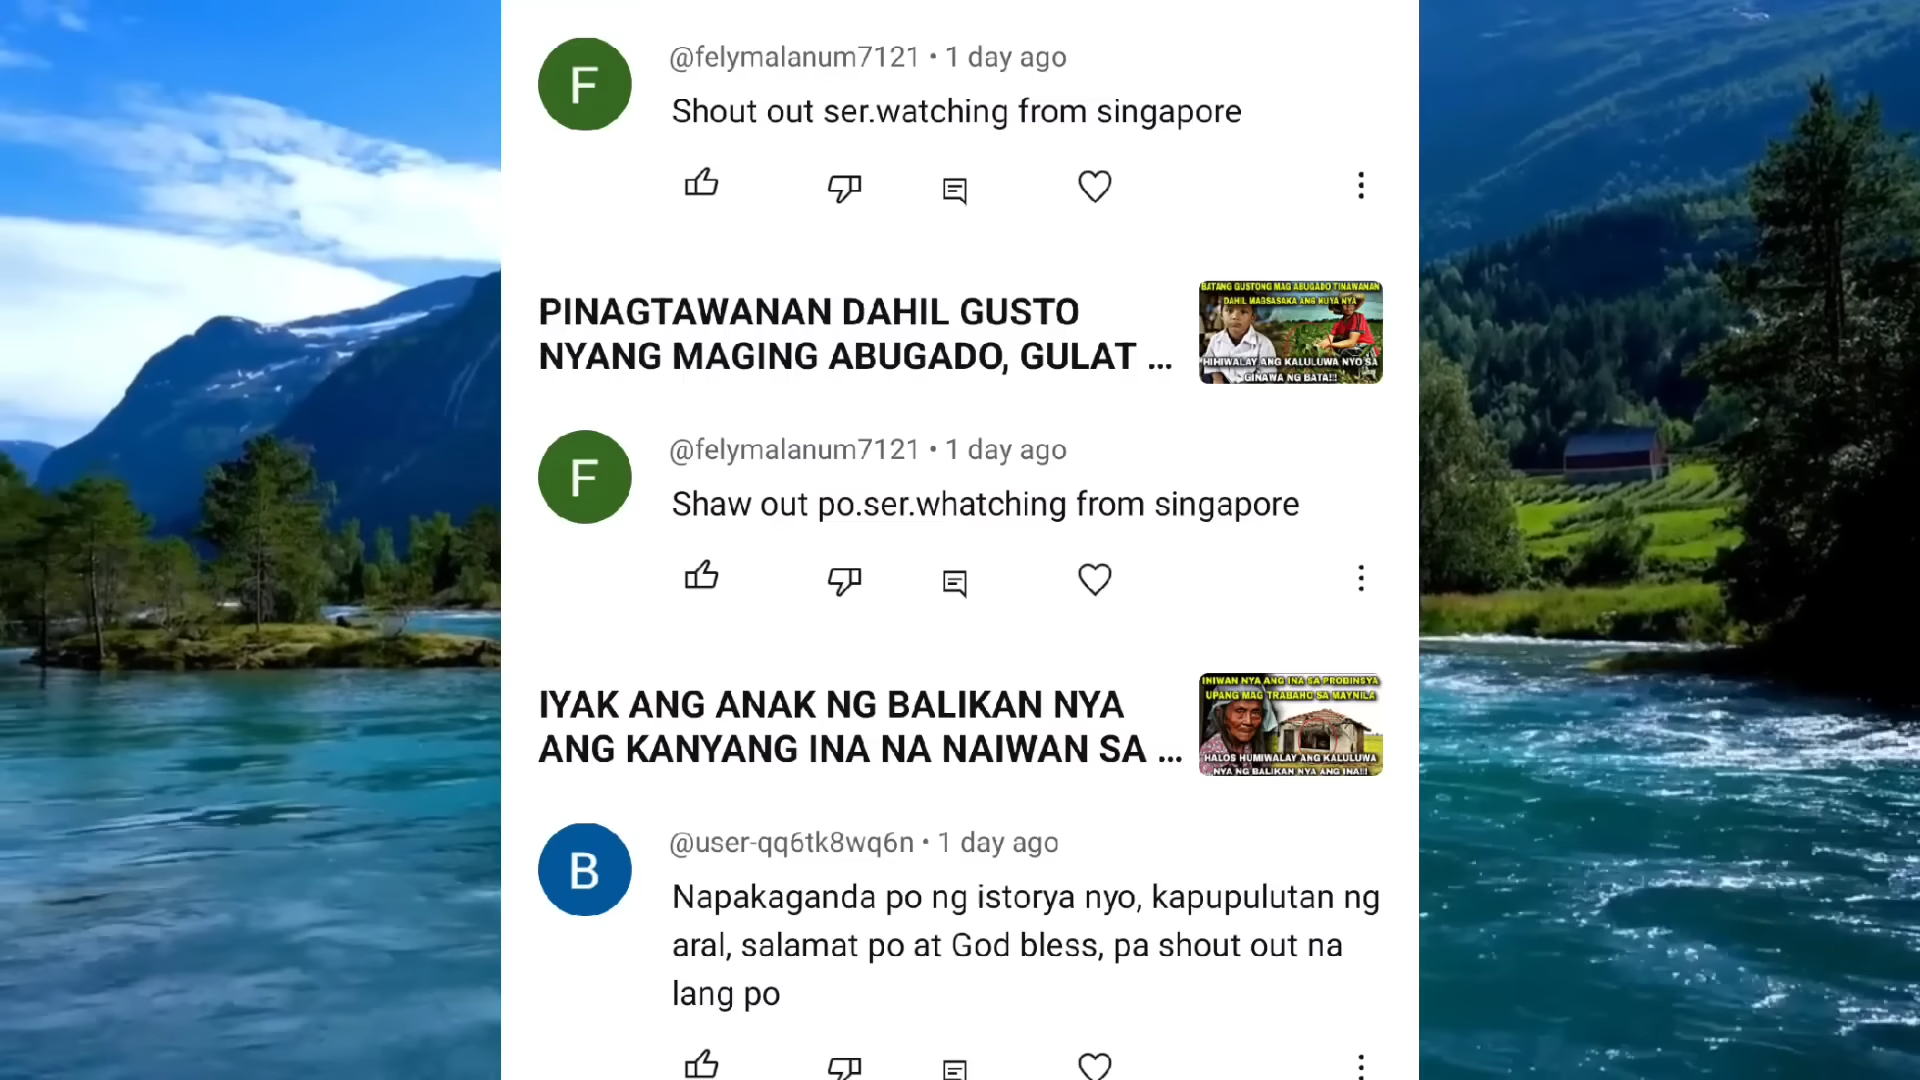 F
@felymalanum7121 • 1 day ago
Shout out ser.watching from singapore
PINAGTAWANAN DAHIL GUSTO
NYANG MAGING ABUGADO, GULAT ...
BATANG GUSTONG MAG ABUGADO TINAWANAN
DAHIL MAGSASAKA ANG KUYA NYA
HIHIWALAY ANG KALULUWA NYO SA
GINAWA NG BATA!!!
F
@felymalanum7121 • 1 day ago
Shaw out po.ser.whatching from singapore
IYAK ANG ANAK NG BALIKAN NYA
ANG KANYANG INA NA NAIWAN SA ...
INIWAN NYA ANG INA SA PROBINSYA
UPANG MAG TRABAHO SA MAYNILA
HALOS HUMIWALAY ANG KALULUWA
NYA NG BALIKAN NYA ANG INA!!!
B
@user-qq6tk8wq6n • 1 day ago
Napakaganda po ng istorya nyo, kapupulutan ng
aral, salamat po at God bless, pa shout out na
lang po